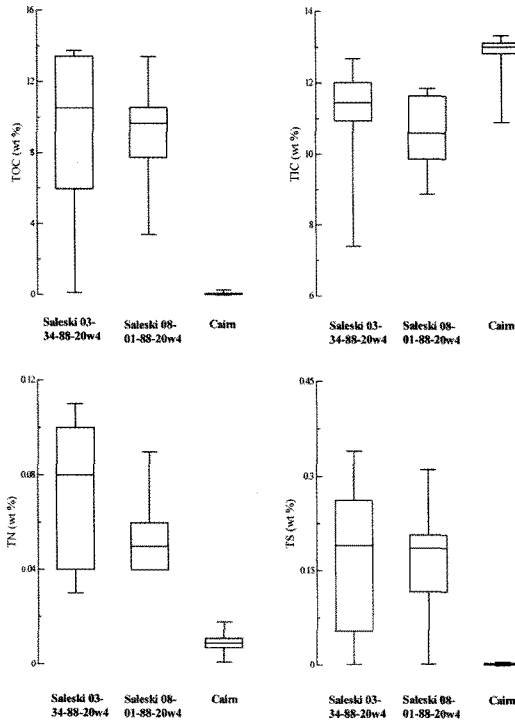 16
12
8
4
0
TOC (wt %)
Saleski 03-
34-88-20w4
Saleski 08-
01-88-20w4
Cairn
14
13
12
10
9
6
TIC (wt %)
Saleski 03-
34-88-20w4
Saleski 08-
01-88-20w4
Cairn
0.12
0.08
0.04
0
TN (wt %)
Saleski 03-
34-88-20w4
Saleski 08-
01-88-20w4
Cairn
0.45
0.3
0.15
0
TS (wt %)
Saleski 03-
34-88-20w4
Saleski 08-
01-88-20w4
Cairn